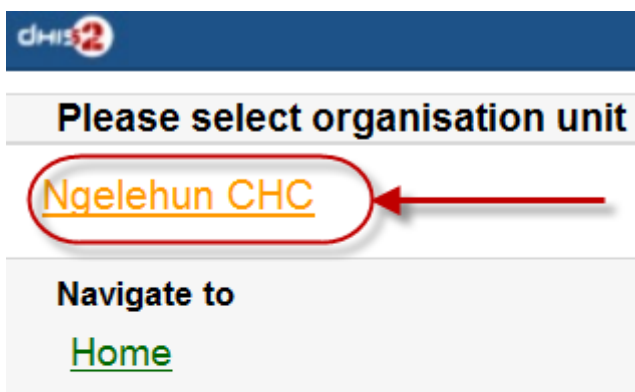 dHIS2
Please select organisation unit
Ngelehun CHC
Navigate to
Home